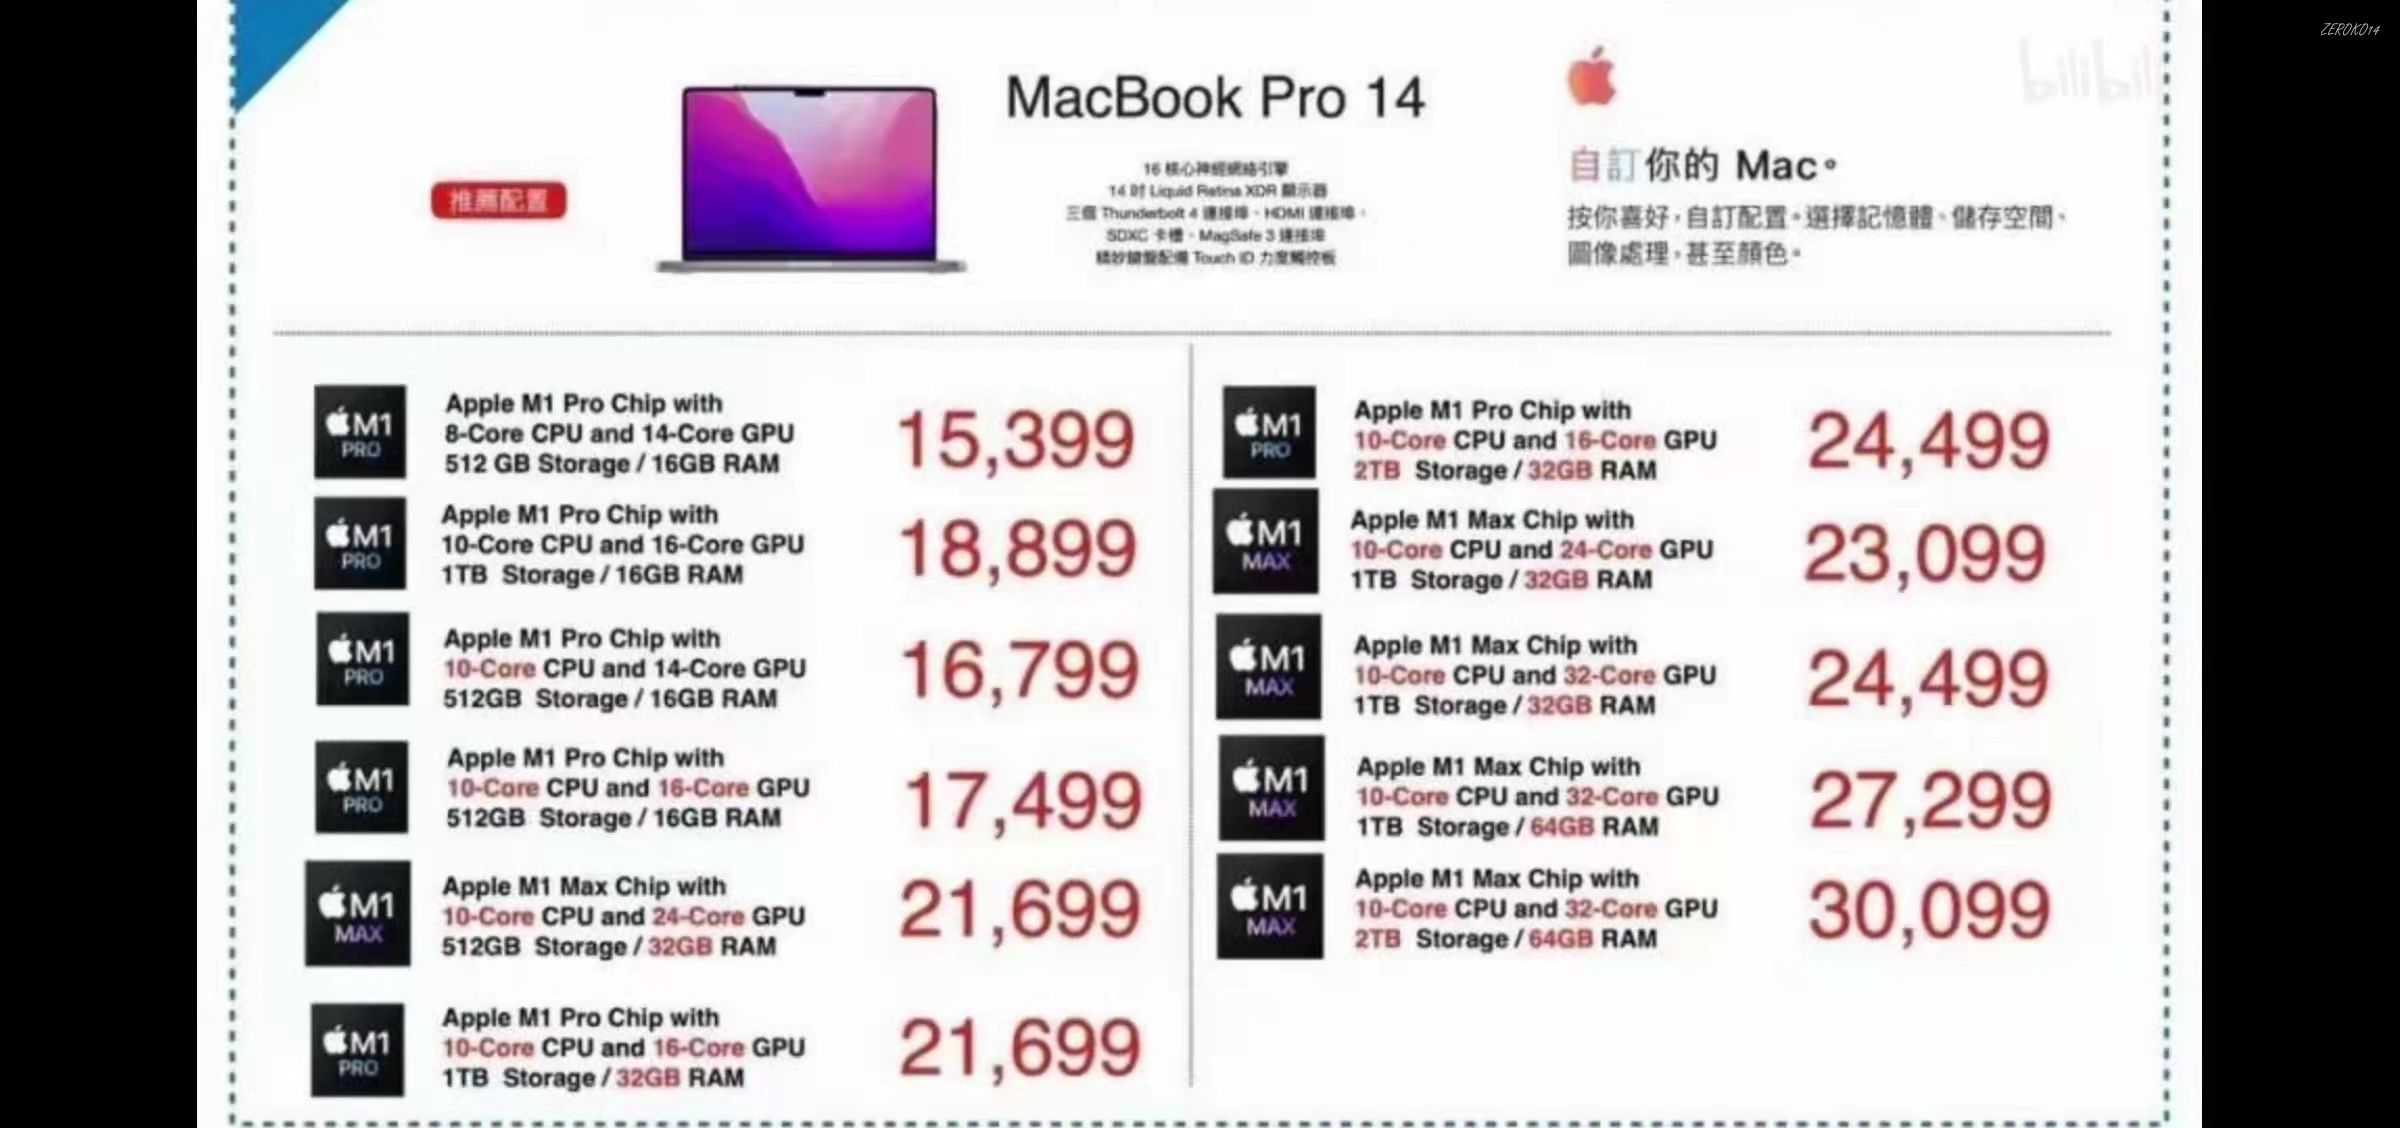 ZEROKO14
bilibili
MacBook Pro 14
16 核心神經網絡引擎
14 吋 Liquid Retina XDR 顯示器
三個 Thunderbolt 4 連接埠、HDMI 連接埠、
SDXC 卡槽、MagSafe 3 連接埠
精妙鍵盤配備 Touch ID 力度觸控板
推薦配置
自訂你的 Mac。
按你喜好,自訂配置。選擇記憶體、儲存空間、
圖像處理,甚至顏色。
M1
PRO
Apple M1 Pro Chip with
8-Core CPU and 14-Core GPU
512 GB Storage / 16GB RAM
15,399
M1
PRO
Apple M1 Pro Chip with
10-Core CPU and 16-Core GPU
1TB Storage / 16GB RAM
18,899
M1
PRO
Apple M1 Pro Chip with
10-Core CPU and 14-Core GPU
512GB Storage / 16GB RAM
16,799
M1
PRO
Apple M1 Pro Chip with
10-Core CPU and 16-Core GPU
512GB Storage / 16GB RAM
17,499
M1
MAX
Apple M1 Max Chip with
10-Core CPU and 24-Core GPU
512GB Storage / 32GB RAM
21,699
M1
PRO
Apple M1 Pro Chip with
10-Core CPU and 16-Core GPU
1TB Storage / 32GB RAM
21,699
M1
PRO
Apple M1 Pro Chip with
10-Core CPU and 16-Core GPU
2TB Storage / 32GB RAM
24,499
M1
MAX
Apple M1 Max Chip with
10-Core CPU and 24-Core GPU
1TB Storage / 32GB RAM
23,099
M1
MAX
Apple M1 Max Chip with
10-Core CPU and 32-Core GPU
1TB Storage / 32GB RAM
24,499
M1
MAX
Apple M1 Max Chip with
10-Core CPU and 32-Core GPU
1TB Storage / 64GB RAM
27,299
M1
MAX
Apple M1 Max Chip with
10-Core CPU and 32-Core GPU
2TB Storage / 64GB RAM
30,099